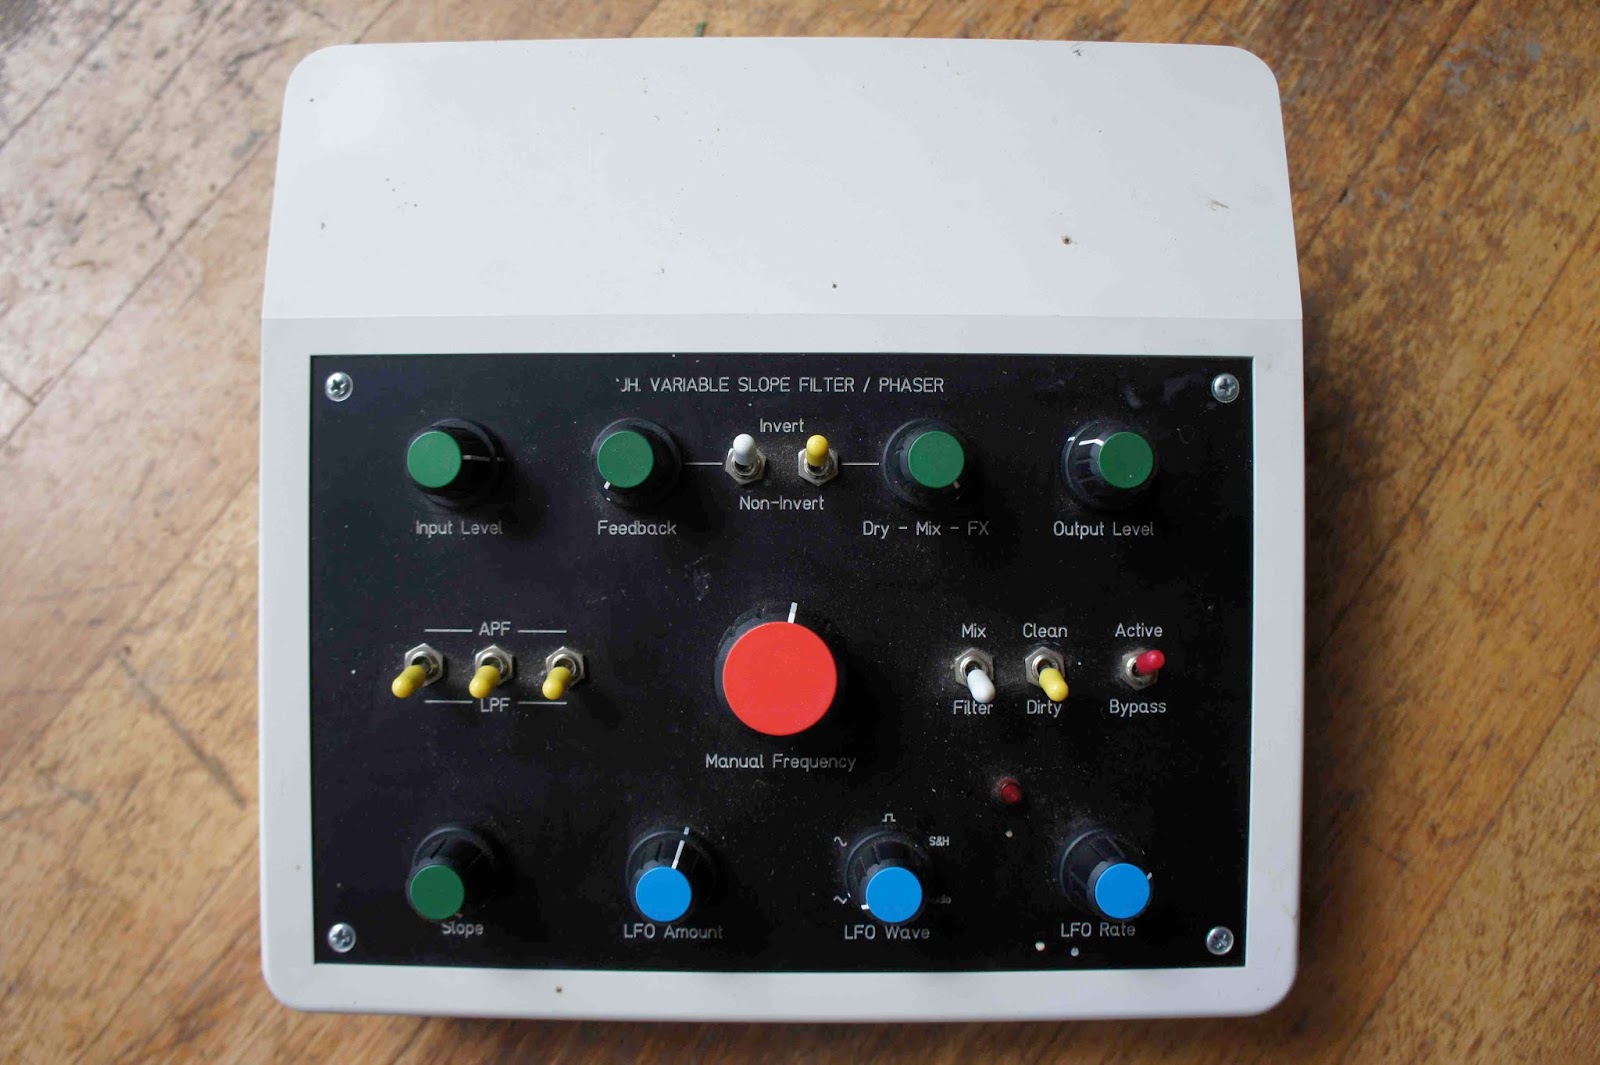 JH. VARIABLE SLOPE FILTER / PHASER
Invert
Non-Invert
Input Level
Feedback
Dry - Mix - FX
Output Level
APF
LPF
Mix
Filter
Clean
Dirty
Active
Bypass
Manual Frequency
S&H
Slope
LFO Amount
LFO Wave
LFO Rate